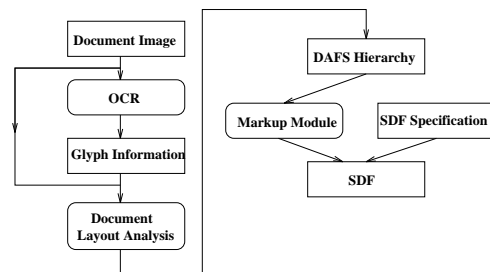 Document Image
OCR
Glyph Information
Document
Layout Analysis
DAFS Hierarchy
Markup Module
SDF Specification
SDF